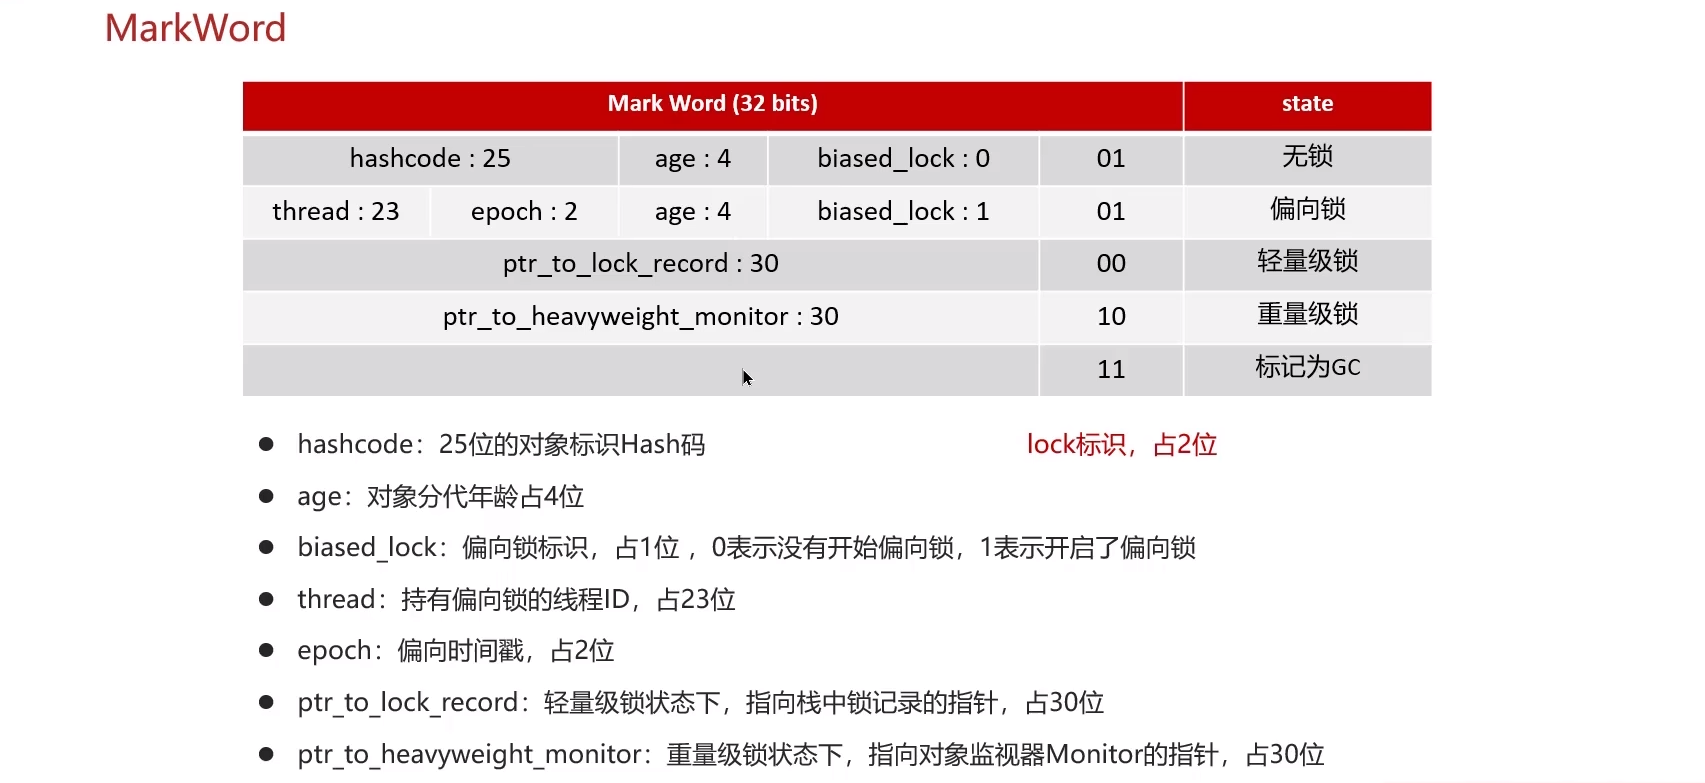 MarkWord
Mark Word (32 bits) state
hashcode : 25 age : 4 biased_lock : 0 01 无锁
thread : 23 epoch : 2 age : 4 biased_lock : 1 01 偏向锁
ptr_to_lock_record : 30 00 轻量级锁
ptr_to_heavyweight_monitor : 30 10 重量级锁
11 标记为GC
● hashcode：25位的对象标识Hash码 lock标识，占2位
● age：对象分代年龄占4位
● biased_lock：偏向锁标识，占1位 ，0表示没有开始偏向锁，1表示开启了偏向锁
● thread：持有偏向锁的线程ID，占23位
● epoch：偏向时间戳，占2位
● ptr_to_lock_record：轻量级锁状态下，指向栈中锁记录的指针，占30位
● ptr_to_heavyweight_monitor：重量级锁状态下，指向对象监视器Monitor的指针，占30位